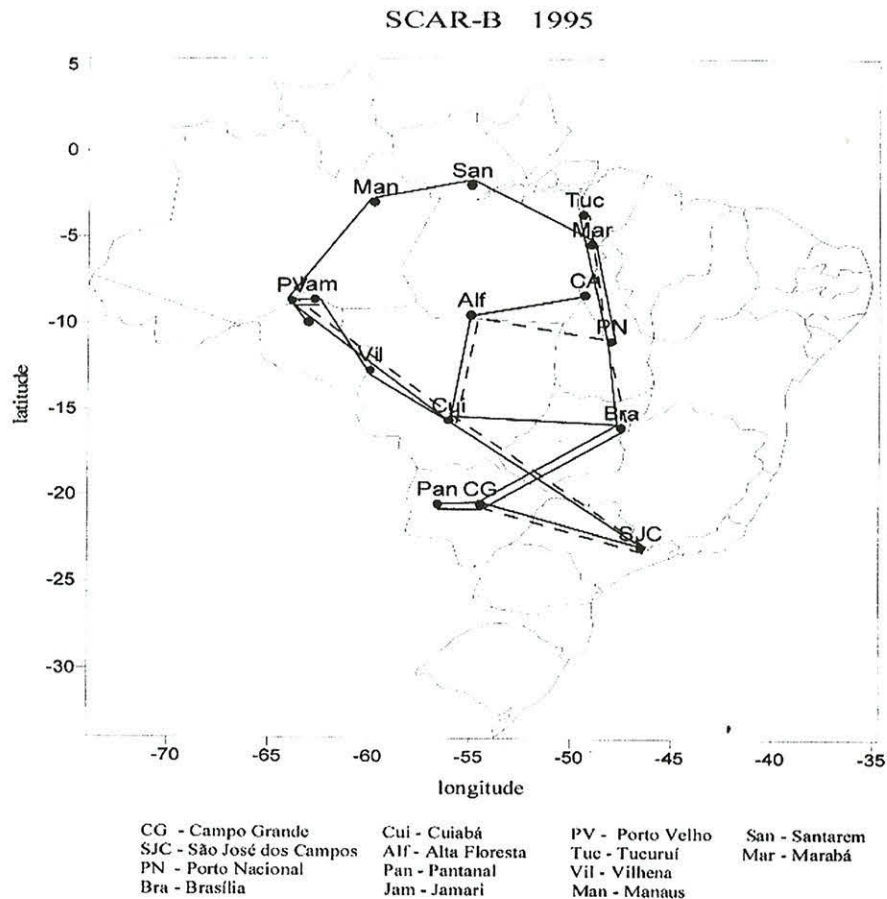 SCAR-B 1995
5
0
-5
-10
-15
-20
-25
-30
latitude
San
Man
Tuc
Mar
PVam
CA
Alf
PN
Vil
Cui
Bra
Pan CG
SJC
-70 -65 -60 -55 -50 -45 -40 -35
longitude
CG - Campo Grande Cui - Cuiabá PV - Porto Velho San - Santarem
SJC - São José dos Campos Alf - Alta Floresta Tuc - Tucuruí Mar - Marabá
PN - Porto Nacional Pan - Pantanal Vil - Vilhena
Bra - Brasília Jam - Jamari Man - Manaus